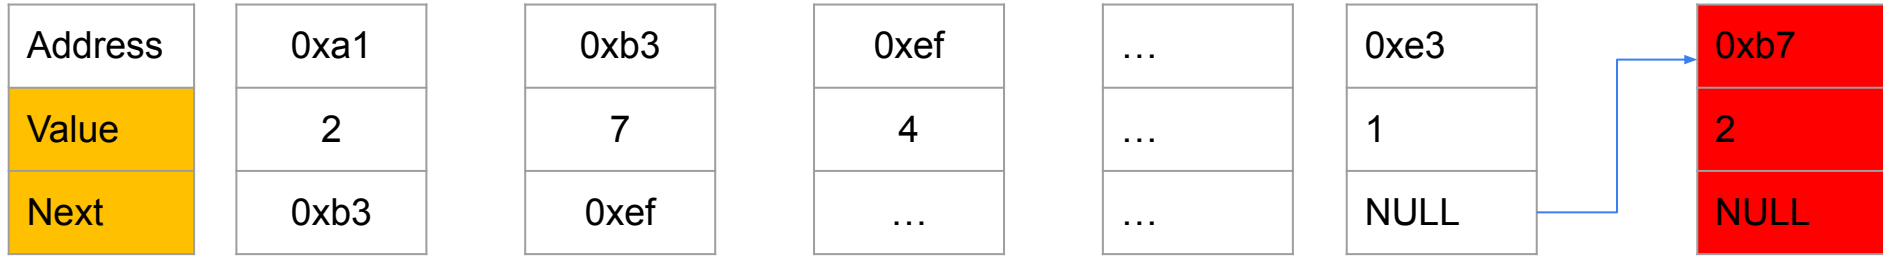 Address 0xa1 0xb3 0xef … 0xe3 0xb7
Value 2 7 4 … 1 2
Next 0xb3 0xef … … NULL NULL